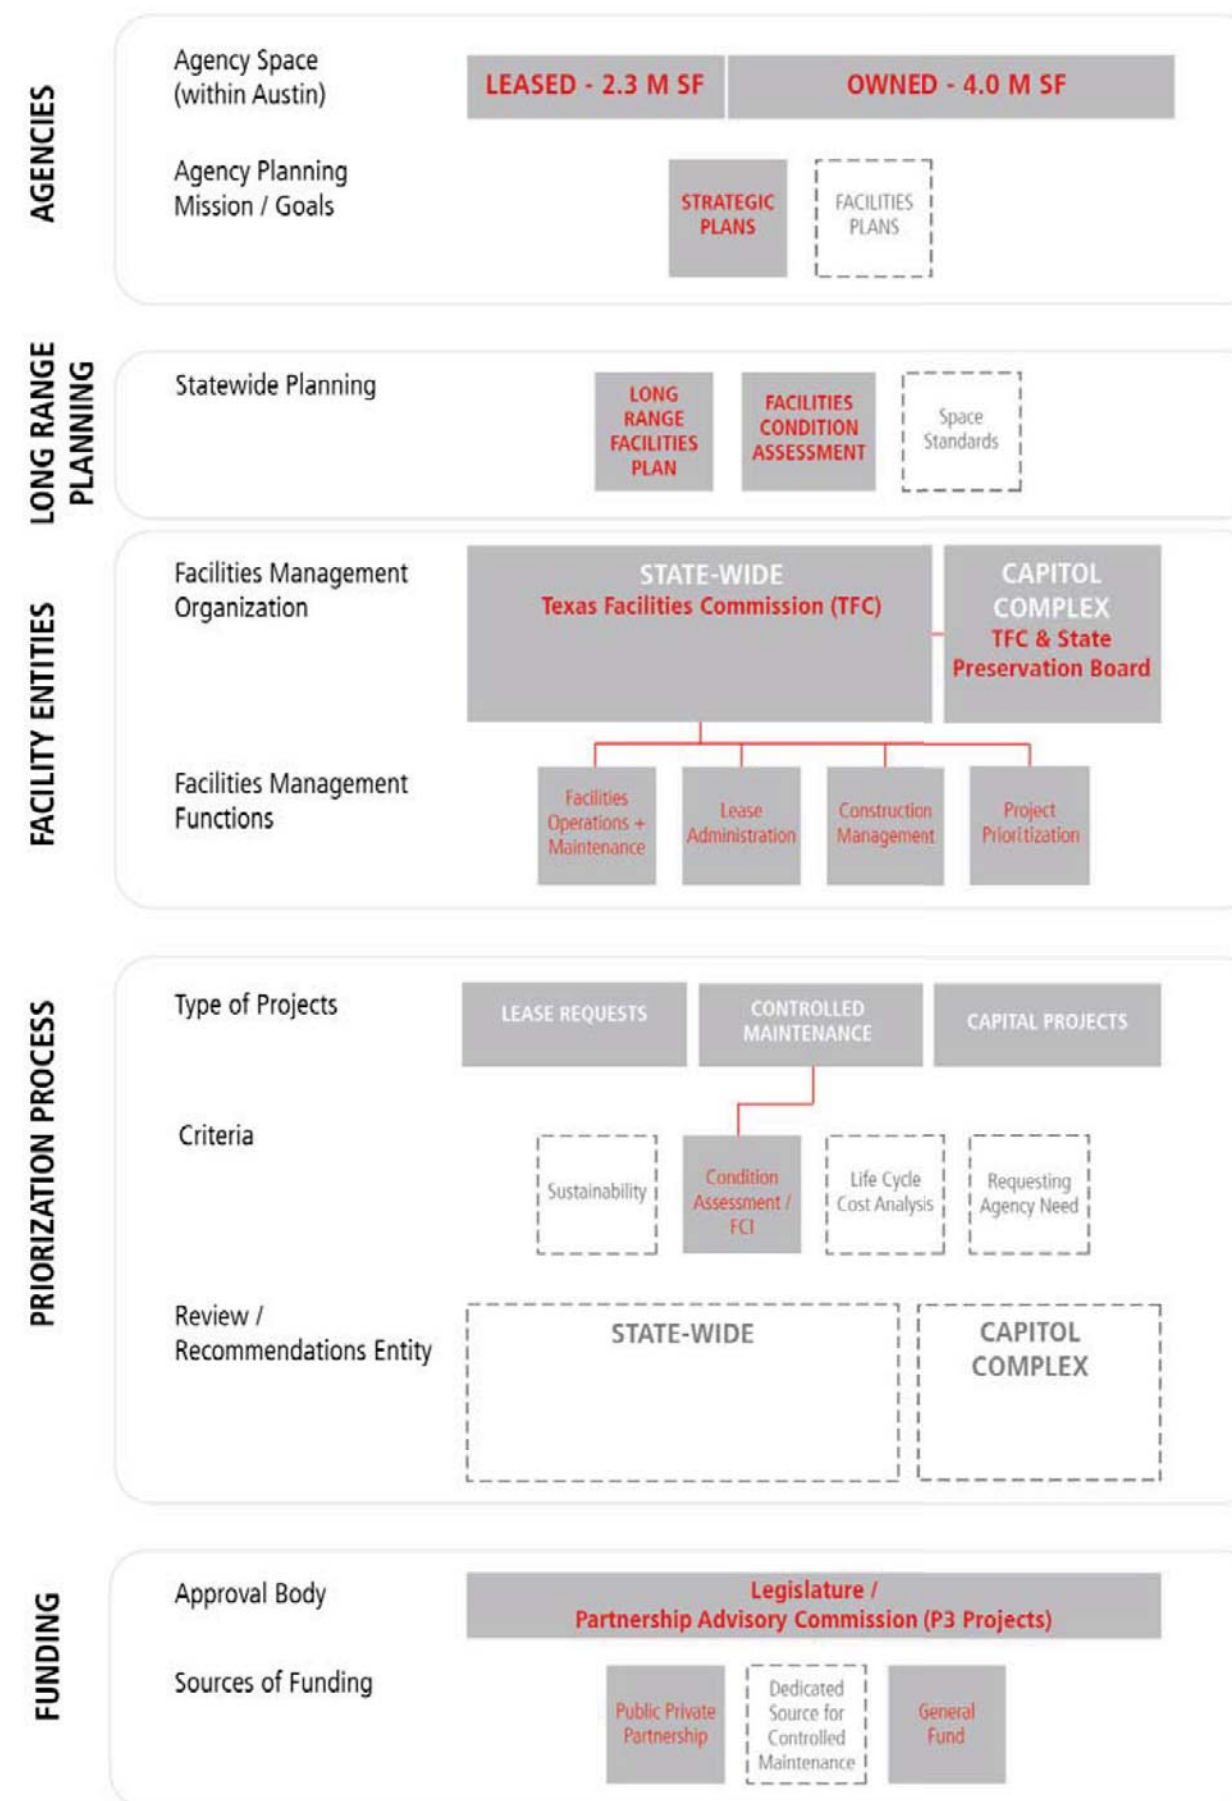 AGENCIES
Agency Space
(within Austin)
LEASED - 2.3 M SF
OWNED - 4.0 M SF
Agency Planning
Mission / Goals
STRATEGIC
PLANS
FACILITIES
PLANS
LONG RANGE
PLANNING
Statewide Planning
LONG
RANGE
FACILITIES
PLAN
FACILITIES
CONDITION
ASSESSMENT
Space
Standards
FACILITY ENTITIES
Facilities Management
Organization
STATE-WIDE
Texas Facilities Commission (TFC)
CAPITOL
COMPLEX
TFC & State
Preservation Board
Facilities Management
Functions
Facilities
Operations +
Maintenance
Lease
Administration
Construction
Management
Project
Prioritization
PRIORIZATION PROCESS
Type of Projects
LEASE REQUESTS
CONTROLLED
MAINTENANCE
CAPITAL PROJECTS
Criteria
Sustainability
Condition
Assessment /
FCI
Life Cycle
Cost Analysis
Requesting
Agency Need
Review /
Recommendations Entity
STATE-WIDE
CAPITOL
COMPLEX
FUNDING
Approval Body
Legislature /
Partnership Advisory Commission (P3 Projects)
Sources of Funding
Public Private
Partnership
Dedicated
Source for
Controlled
Maintenance
General
Fund